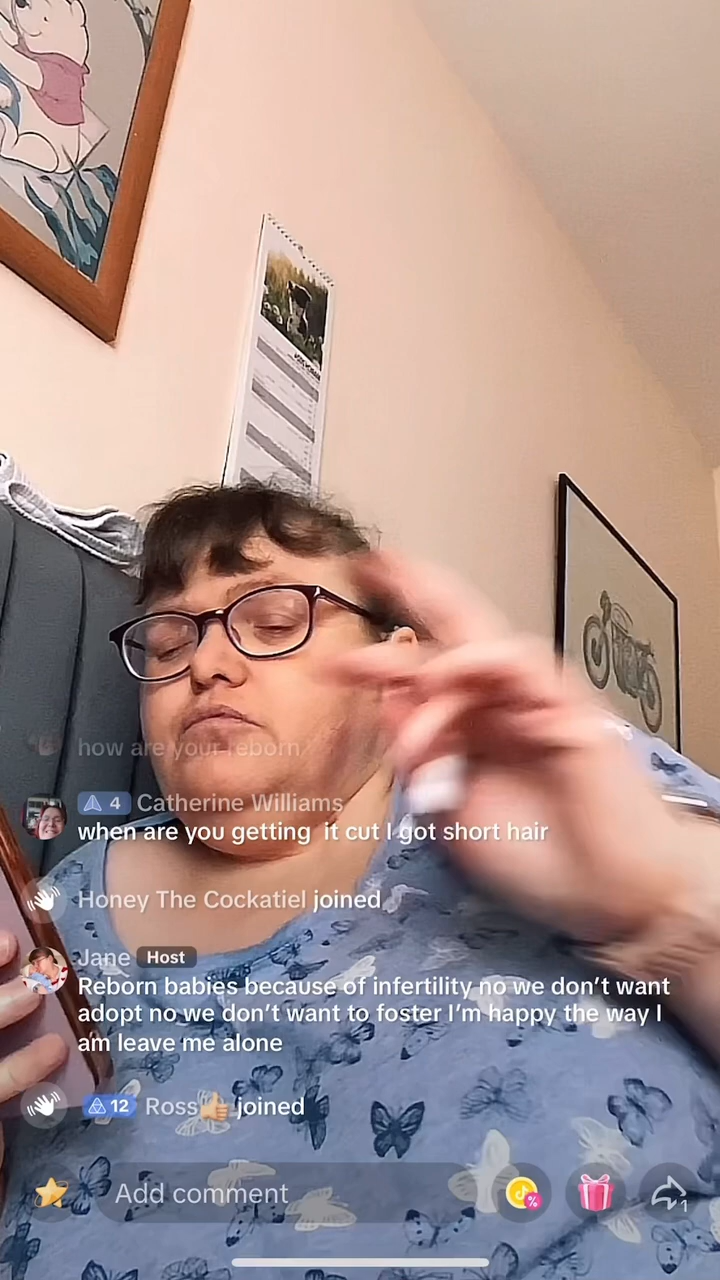 how are your reborn
4 Catherine Williams
when are you getting it cut I got short hair
Honey The Cockatiel joined
Jane Host
Reborn babies because of infertility no we don't want
adopt no we don't want to foster I'm happy the way I
am leave me alone
12 Ross👍 joined
Add comment
1